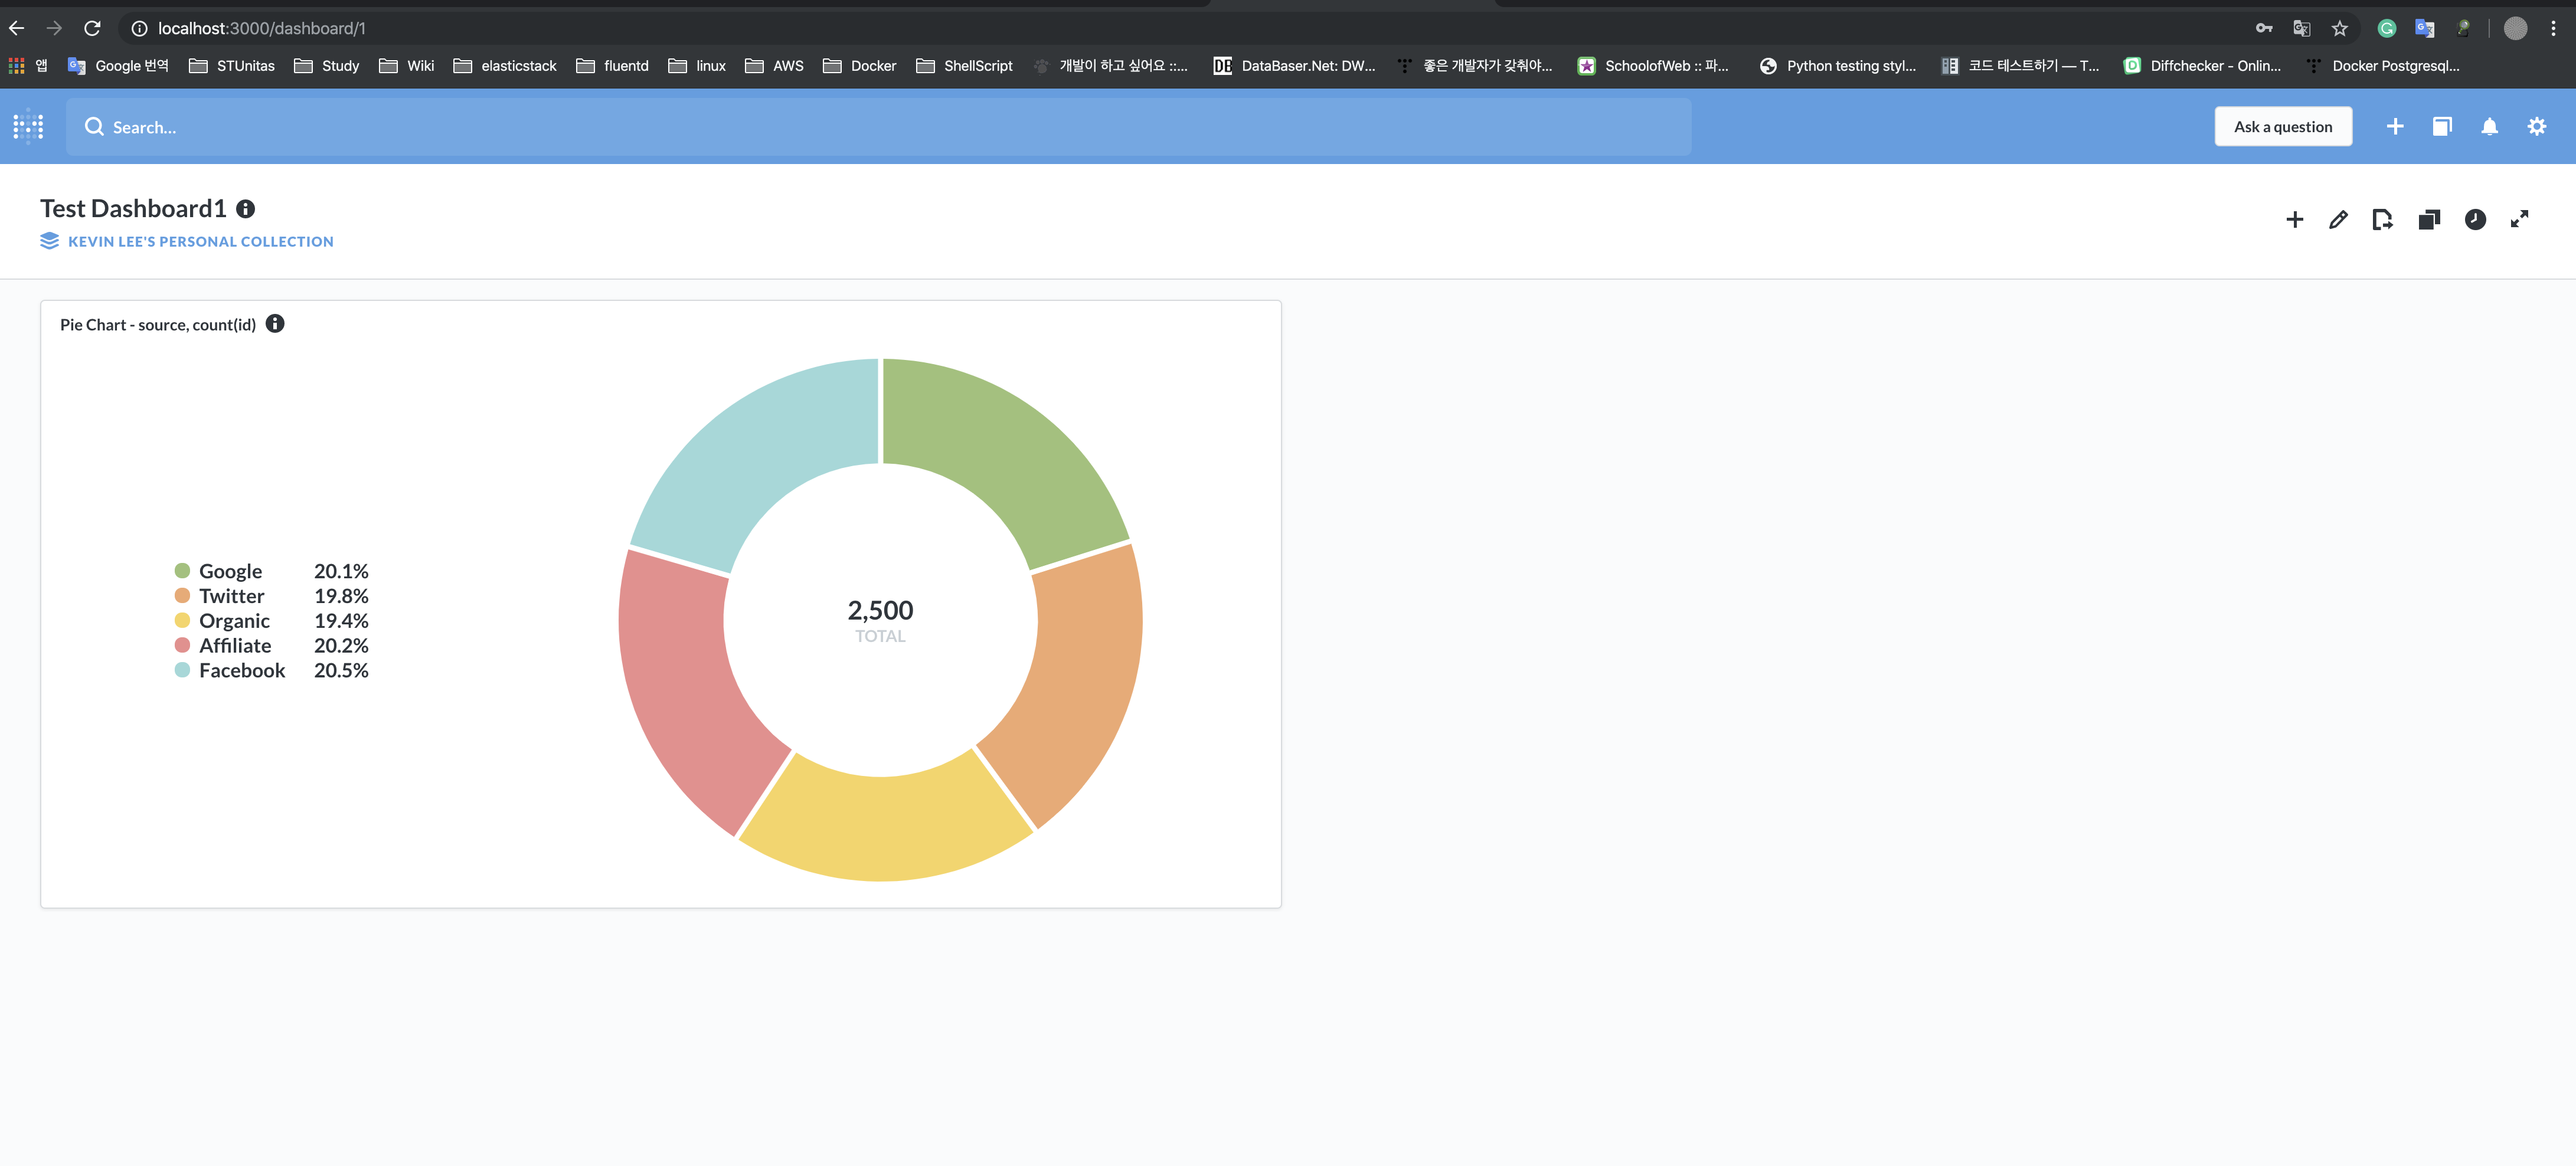 localhost:3000/dashboard/1
앱 Google 번역 STUnitas Study Wiki elasticstack fluentd linux AWS Docker ShellScript 개발이 하고 싶어요 ::... DB DataBaser.Net: DW... 좋은 개발자가 갖춰야... SchoolofWeb :: 파... Python testing styl... 코드 테스트하기 — T... D Diffchecker - Onlin... Docker Postgresql...
Search... Ask a question
Test Dashboard1
KEVIN LEE'S PERSONAL COLLECTION
Pie Chart - source, count(id)
Google 20.1%
Twitter 19.8%
Organic 19.4%
Affiliate 20.2%
Facebook 20.5%
2,500
TOTAL